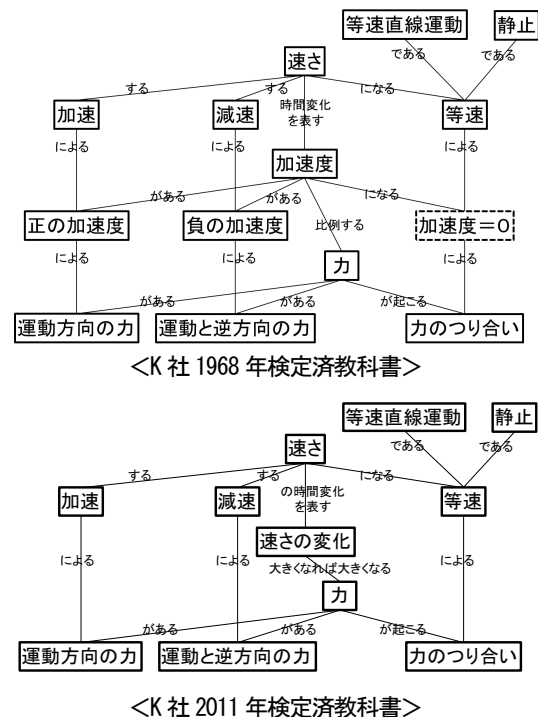 等速直線運動 静止
である である
速さ
する する になる
時間変化
を表す
加速 減速 等速
による による による
加速度
がある がある になる
正の加速度 負の加速度 加速度＝0
比例する
による による による
力
がある がある が起こる
運動方向の力 運動と逆方向の力 力のつり合い
＜K社1968年検定済教科書＞
等速直線運動 静止
である である
速さ
する する になる
の時間変化
を表す
加速 減速 等速
速さの変化
による による による
大きくなれば大きくなる
力
がある がある が起こる
運動方向の力 運動と逆方向の力 力のつり合い
＜K社2011年検定済教科書＞